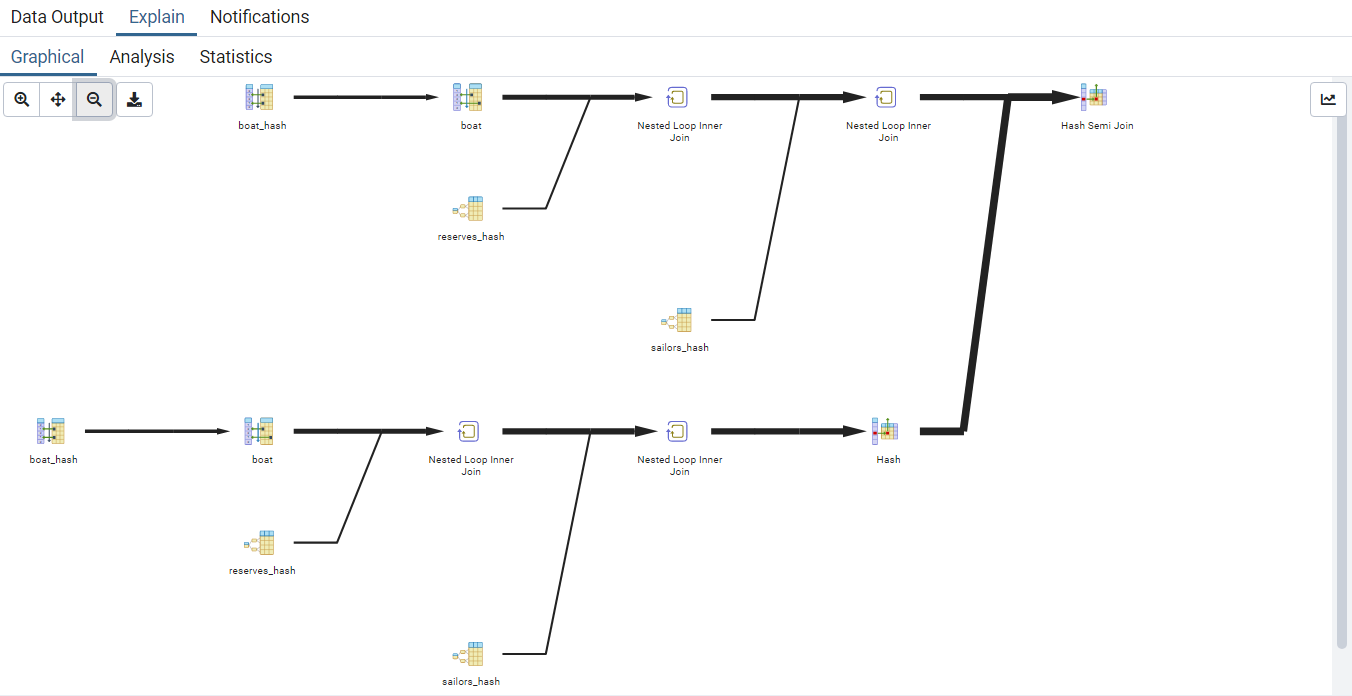 Data Output Explain Notifications
Graphical Analysis Statistics
boat_hash
boat
Nested Loop Inner
Join
Nested Loop Inner
Join
Hash Semi Join
reserves_hash
sailors_hash
boat_hash
boat
Nested Loop Inner
Join
Nested Loop Inner
Join
Hash
reserves_hash
sailors_hash